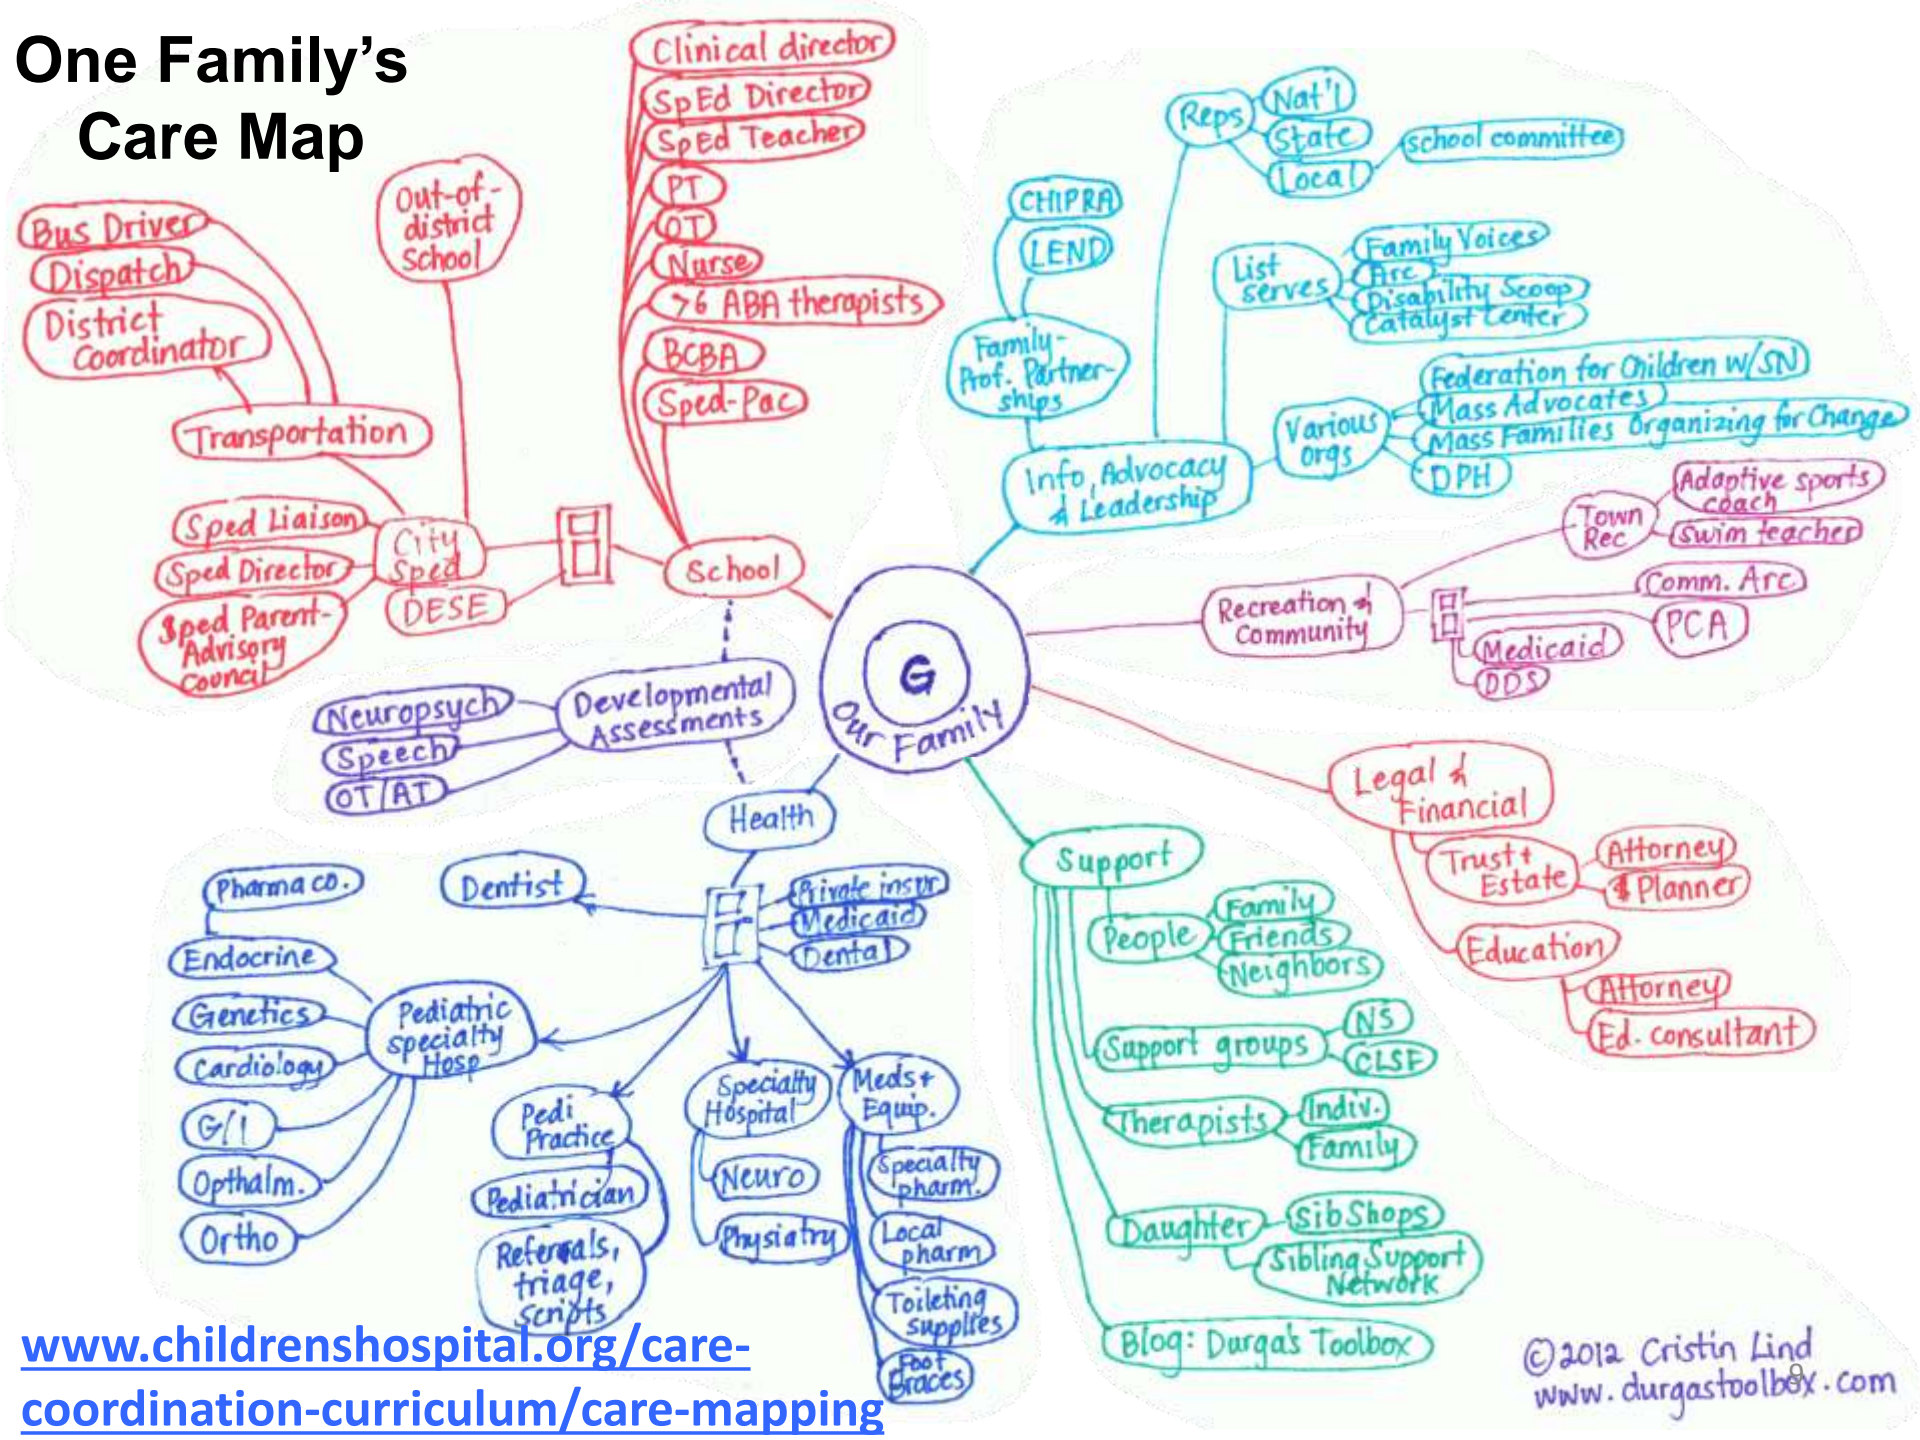 One Family's
Care Map
Clinical director
SpEd Director
SpEd Teacher
PT
OT
Nurse
>6 ABA therapists
BCBA
Sped-Pac
Out-of-
district
School
Bus Driver
Dispatch
District
Coordinator
Transportation
Sped Liaison
Sped Director
Sped Parent-
Advisory
Council
City
Sped
DESE
School
Reps
Nat'l
State
Local
school committee
CHIPRA
LEND
Family-
Prof. Partner-
ships
List
serves
Family Voices
Arc
Disability Scoop
Catalyst Center
Various
orgs
Federation for Children w/SN
Mass Advocates
Mass Families Organizing for Change
DPH
Info, Advocacy
& Leadership
Town
Rec
Adaptive sports
coach
Swim teacher
Recreation &
Community
Comm. Arc
PCA
Medicaid
DDS
G
Our Family
Developmental
Assessments
Neuropsych
Speech
OT/AT
Legal &
Financial
Trust +
Estate
Attorney
$ Planner
Education
Attorney
Ed. consultant
Health
Dentist
Private insur
Medicaid
Dental
Pharma co.
Endocrine
Genetics
Cardiology
G/I
Opthalm.
Ortho
Pediatric
specialty
Hosp
Pedi
Practice
Pediatrician
Referrals,
triage,
scripts
Specialty
Hospital
Neuro
Physiatry
Meds +
Equip.
Specialty
pharm.
Local
pharm
Toileting
supplies
Foot
Braces
Support
People
Family
Friends
Neighbors
Support groups
NS
CLSF
Therapists
Indiv.
Family
Daughter
SibShops
Sibling Support
Network
Blog: Durga's Toolbox
www.childrenshospital.org/care-
coordination-curriculum/care-mapping
©2012 Cristin Lind
www.durgastoolbox.com
9